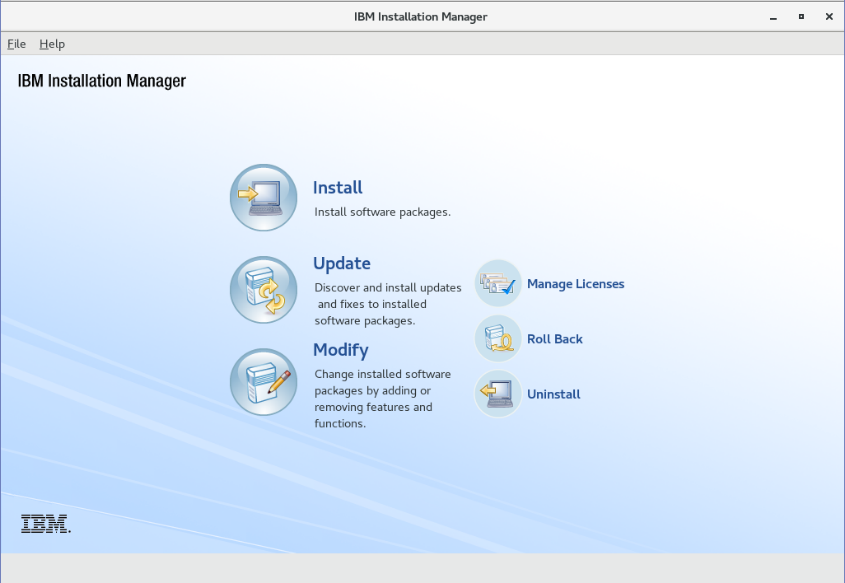 IBM Installation Manager
File Help
IBM Installation Manager
Install
Install software packages.
Update
Discover and install updates
and fixes to installed
software packages.
Modify
Change installed software
packages by adding or
removing features and
functions.
Manage Licenses
Roll Back
Uninstall
IBM.